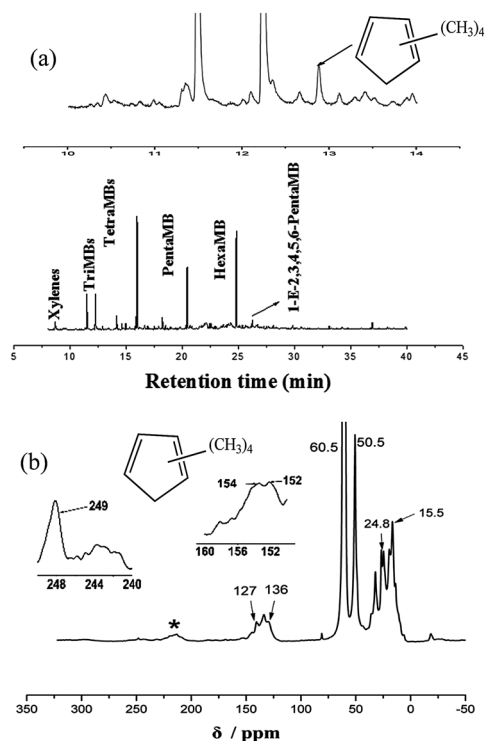 (a)
(CH₃)₄
10 11 12 13 14
Xylenes
TriMBs
TetraMBs
PentaMB
HexaMB
1-E-2,3,4,5,6-PentaMB
5 10 15 20 25 30 35 40 45
Retention time (min)
(b)
(CH₃)₄
60.5
50.5
249
248 244 240
154 152
160 156 152
24.8
15.5
127 136
*
350 300 250 200 150 100 50 0 -50
δ / ppm